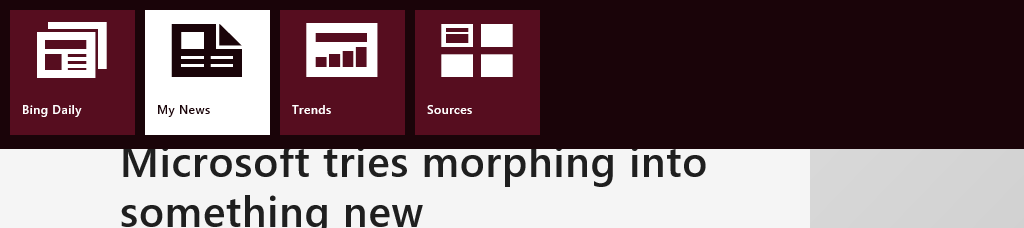 Bing Daily
My News
Trends
Sources
Microsoft tries morphing into
something new